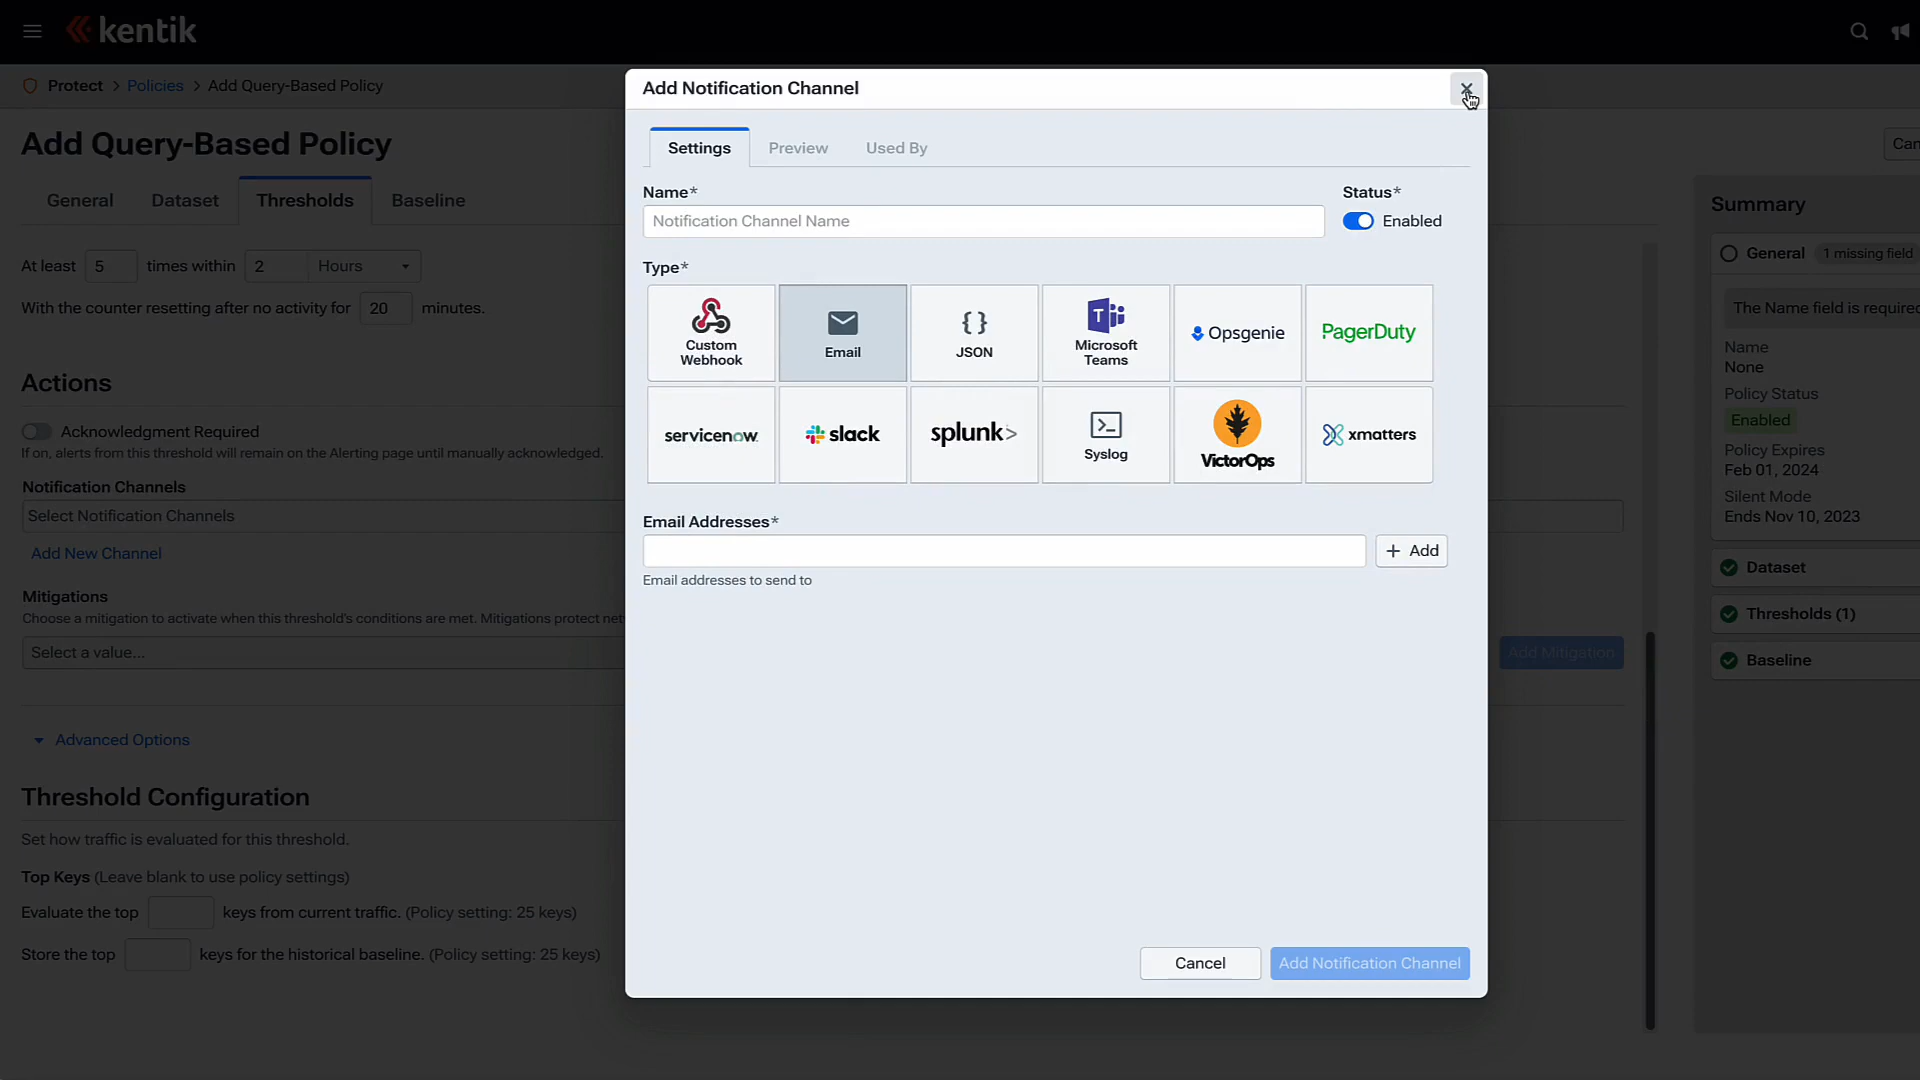 kentik
Protect > Policies > Add Query-Based Policy
Add Query-Based Policy
General Dataset Thresholds Baseline
At least 5 times within 2 Hours
With the counter resetting after no activity for 20 minutes.
Actions
Acknowledgment Required
If on, alerts from this threshold will remain on the Alerting page until manually acknowledged.
Notification Channels
Select Notification Channels
Add New Channel
Mitigations
Choose a mitigation to activate when this threshold's conditions are met. Mitigations protect
Select a value...
Add Mitigation
Advanced Options
Threshold Configuration
Set how traffic is evaluated for this threshold.
Top Keys (Leave blank to use policy settings)
Evaluate the top keys from current traffic. (Policy setting: 25 keys)
Store the top keys for the historical baseline. (Policy setting: 25 keys)
Add Notification Channel
Settings Preview Used By
Name* Status*
Notification Channel Name Enabled
Type*
Custom
Webhook
Email
JSON
Microsoft
Teams
Opsgenie
PagerDuty
servicenow.
slack
splunk>
Syslog
VictorOps
xmatters
Email Addresses*
+ Add
Email addresses to send to
Cancel Add Notification Channel
Summary
General 1 missing field
The Name field is required
Name
None
Policy Status
Enabled
Policy Expires
Feb 01, 2024
Silent Mode
Ends Nov 10, 2023
Dataset
Thresholds (1)
Baseline